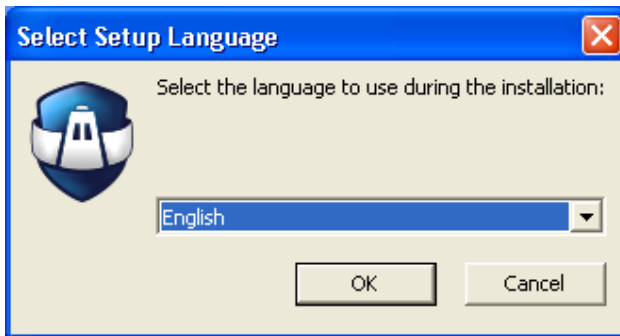 Select Setup Language
Select the language to use during the installation:
English
OK
Cancel